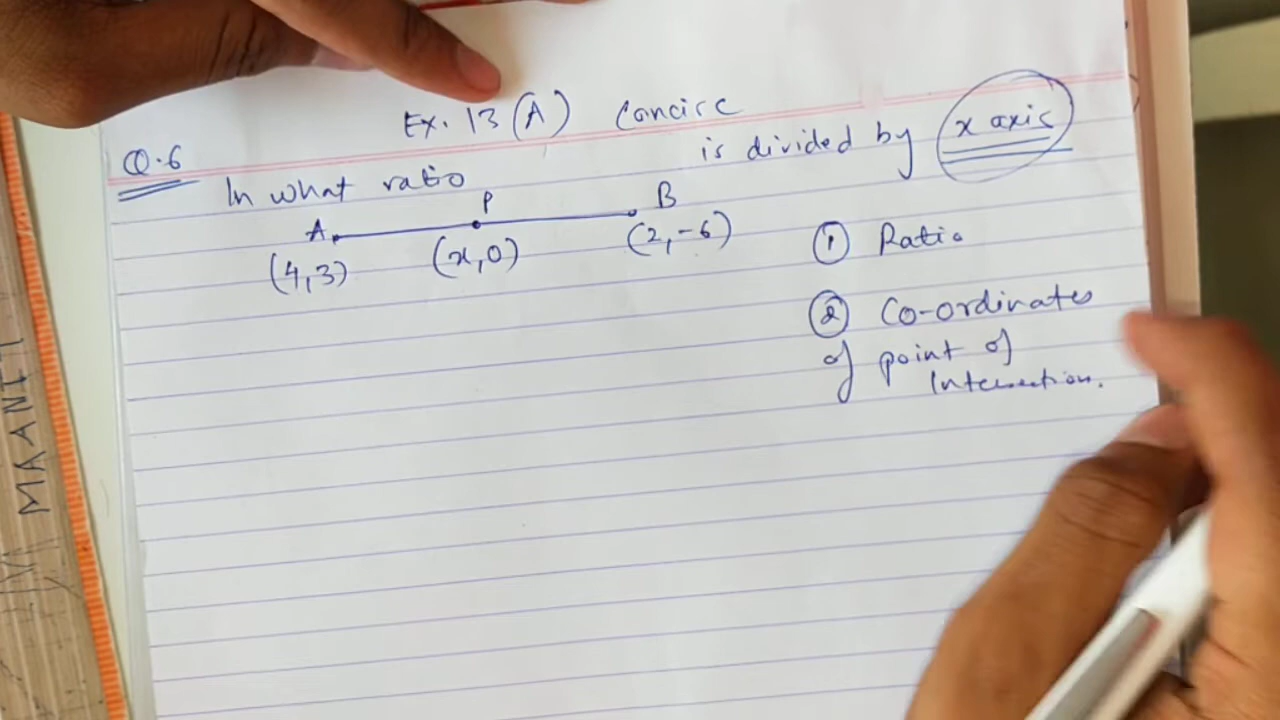 Ex. 13 (A) Concise
Q.6
In what ratio is divided by x axis
A P B
(4,3) (x,0) (2,-6)
① Ratio
② Co-ordinates
of point of
Intersection.
MAANIL